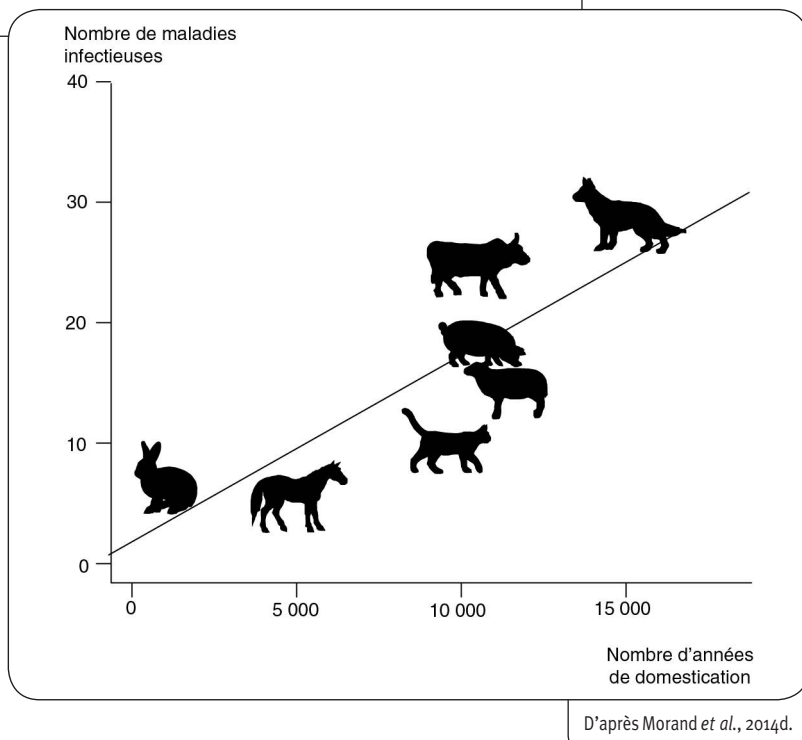 Nombre de maladies
infectieuses
40
30
20
10
0
0
5 000
10 000
15 000
Nombre d'années
de domestication
D'après Morand et al., 2014d.